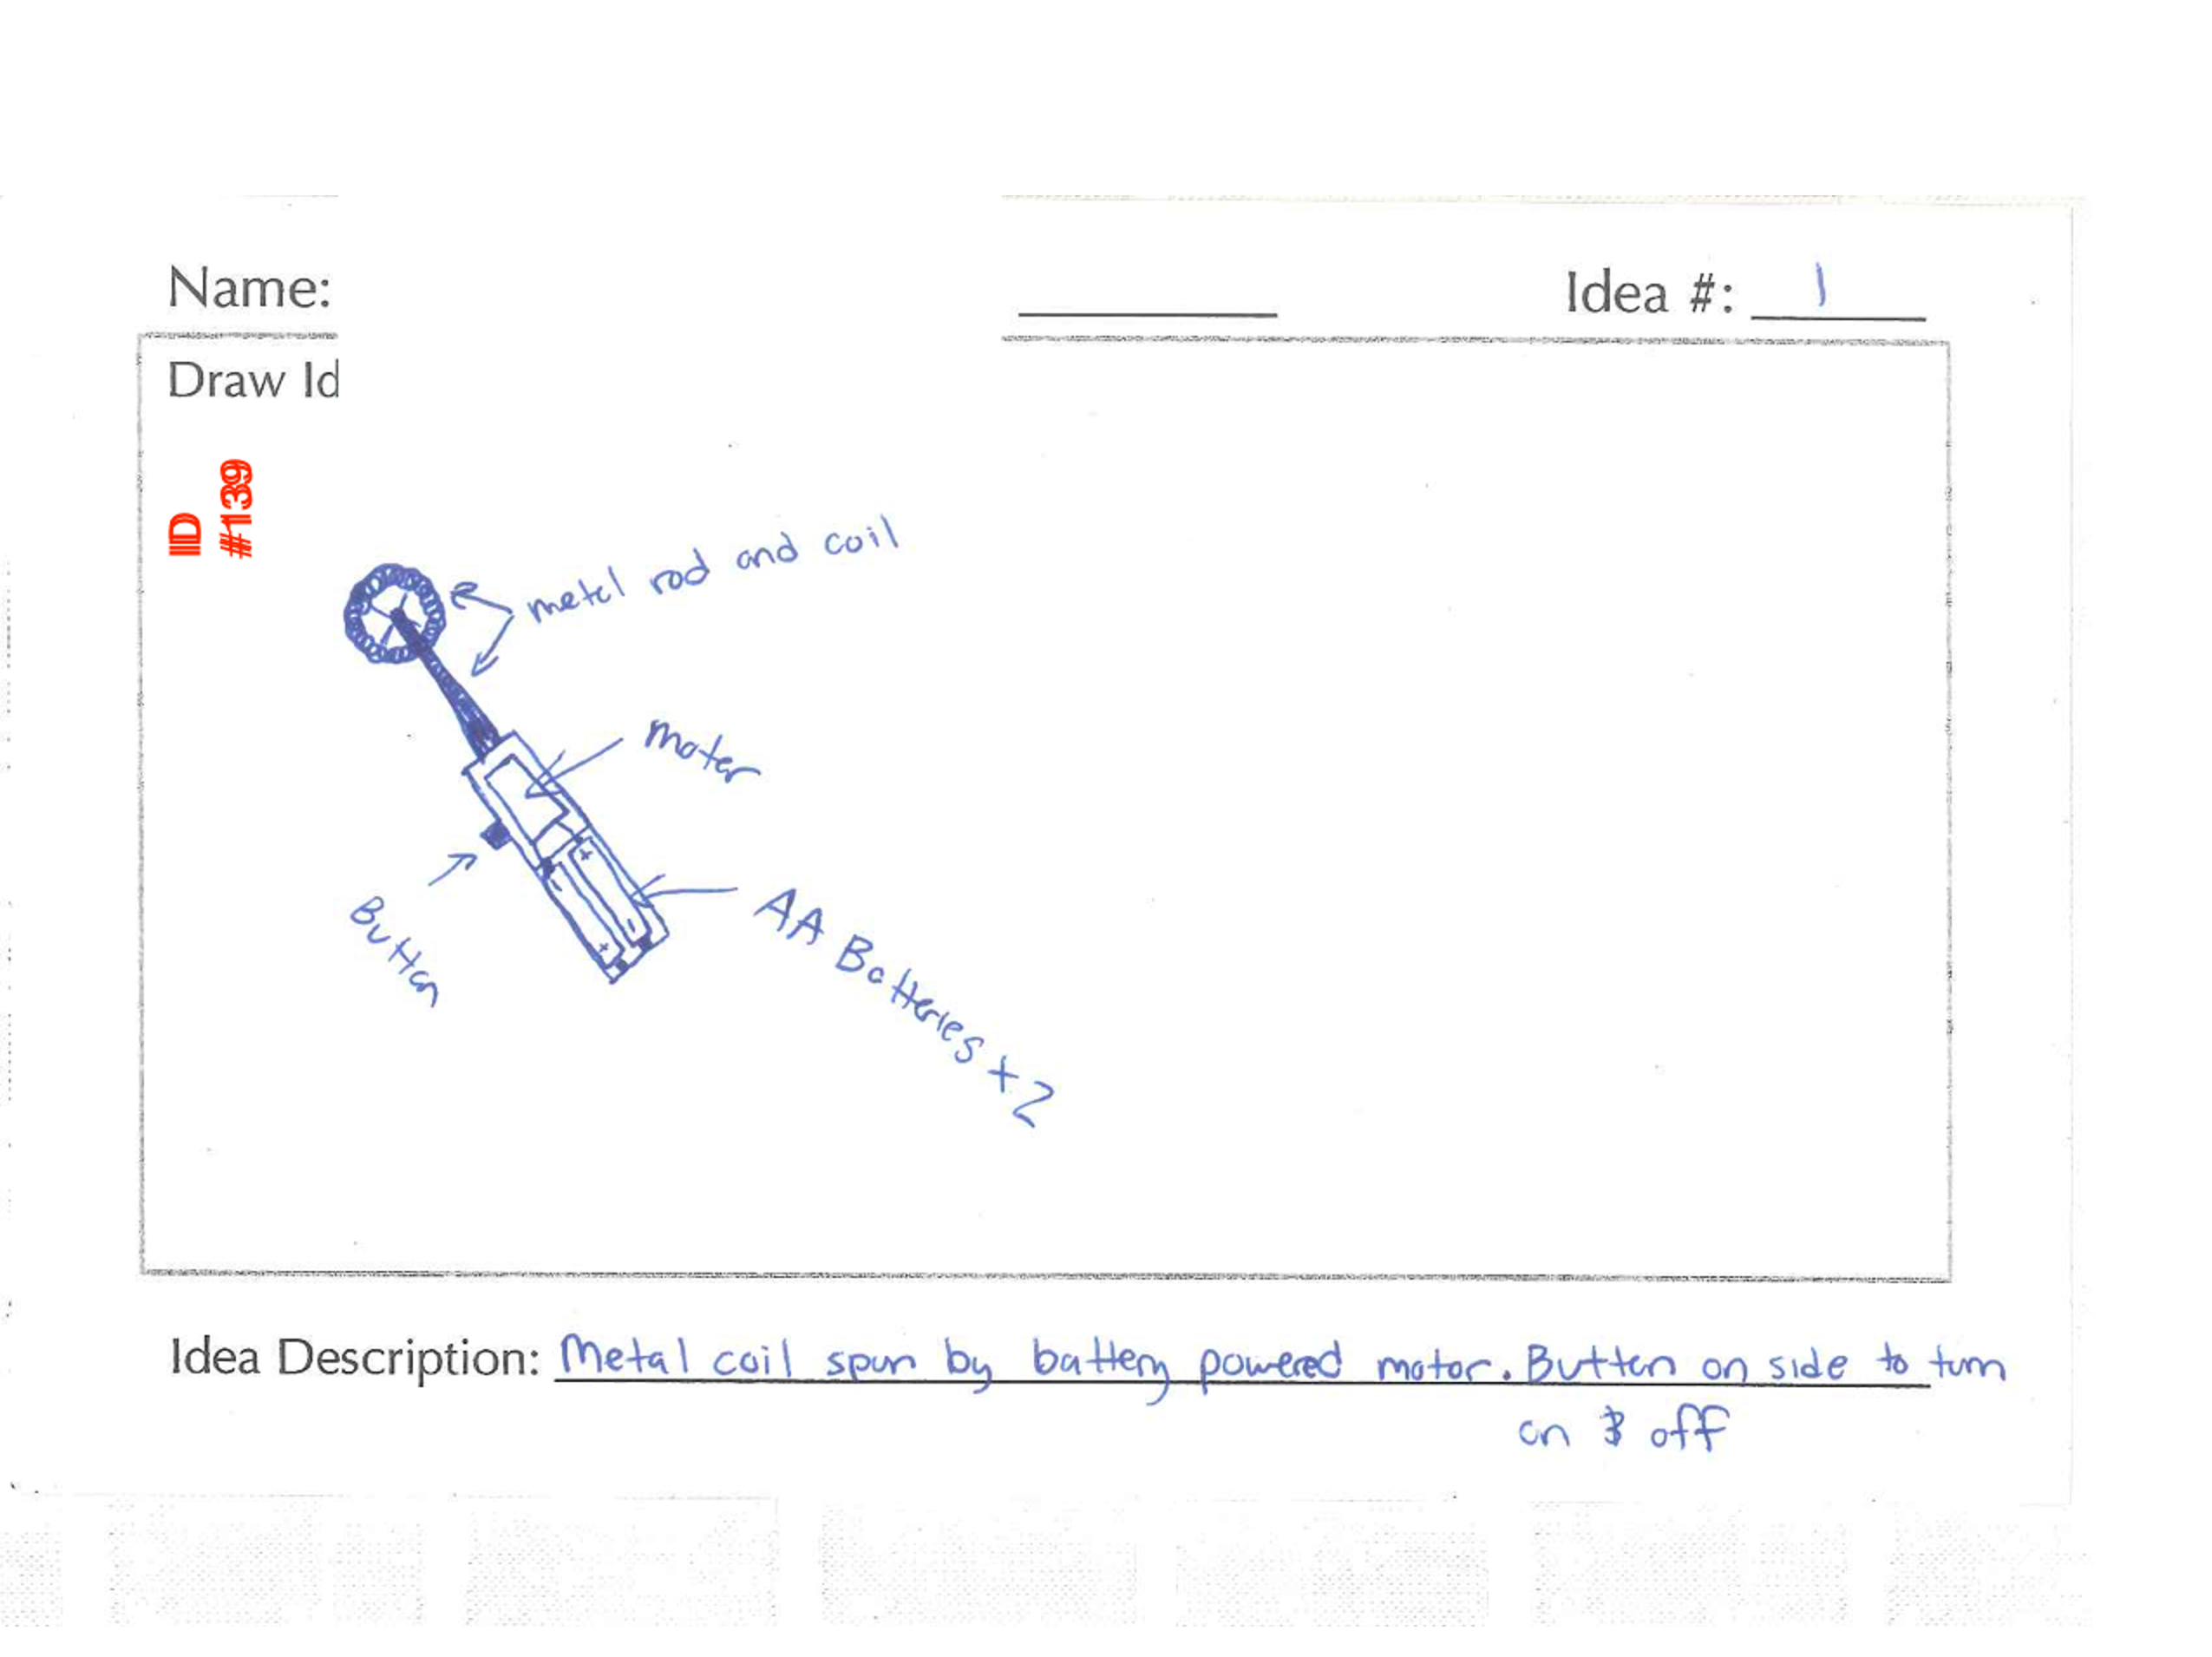 Name:
Idea #: 1
Draw Id
ID
#139
metal rod and coil
motor
Button
AA Batteries x2
Idea Description: Metal coil spun by battery powered motor. Button on side to turn
on & off